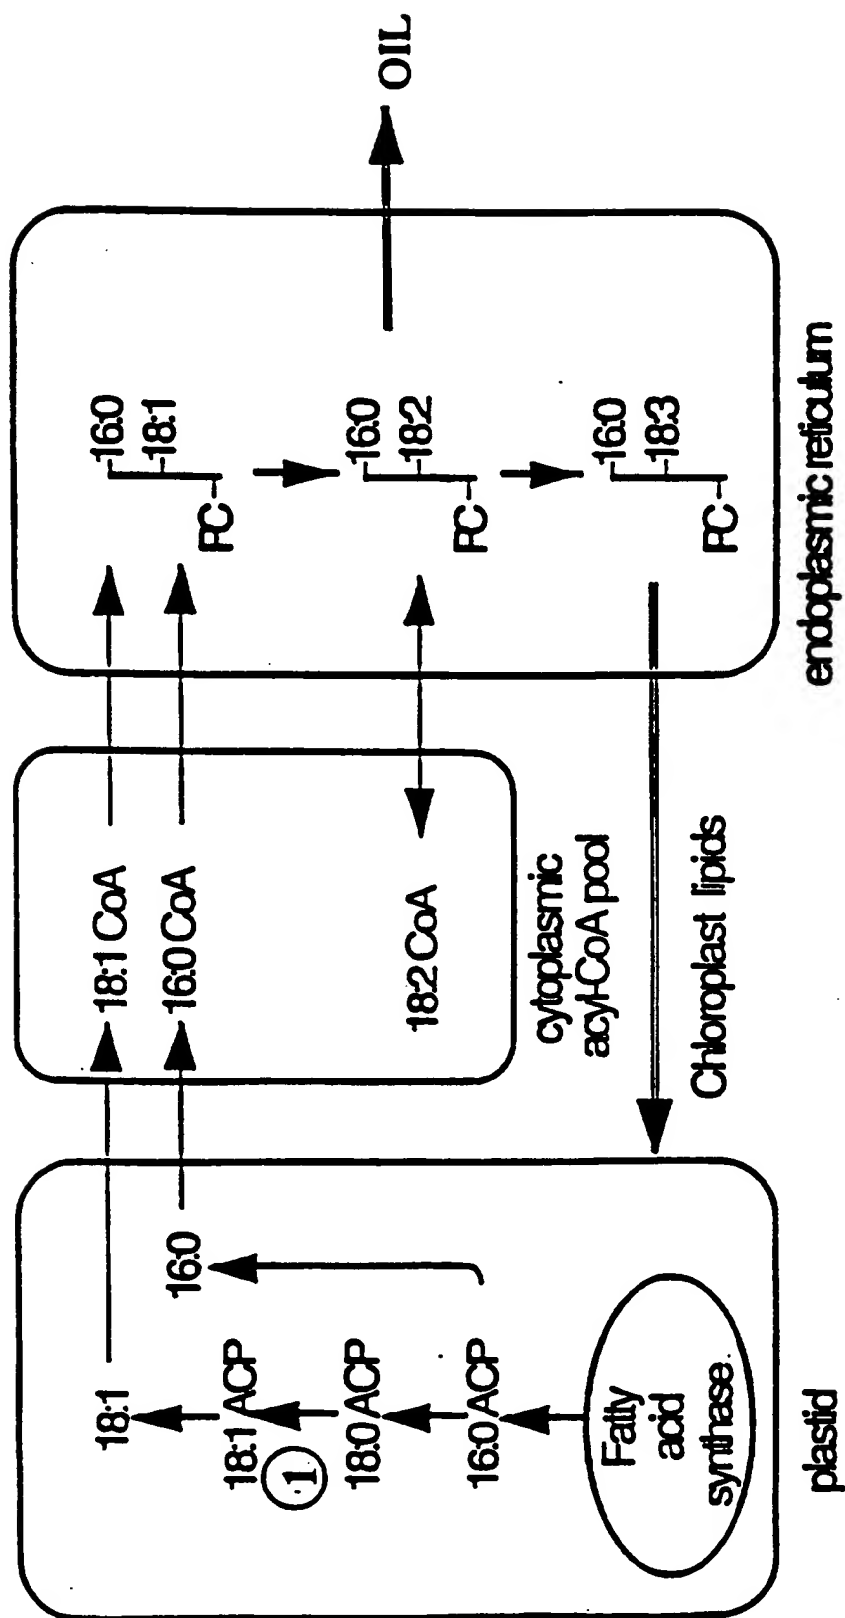 18:1
18:1 ACP
1
18:0 ACP
16:0 ACP
Fatty
acid
synthase
16:0
plastid
18:1 CoA
16:0 CoA
18:2 CoA
cytoplasmic
acyl-CoA pool
Chloroplast lipids
16:0
18:1
PC
16:0
18:2
PC
16:0
18:3
PC
endoplasmic reticulum
OIL